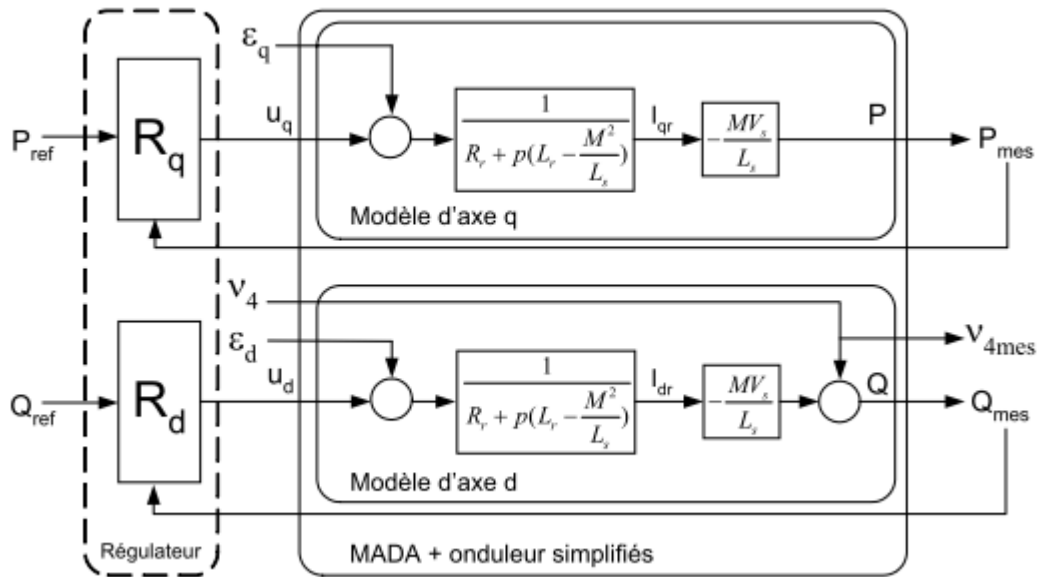 P_ref
R_q
u_q
ε_q
1
R_r + p(L_r - M²/L_s)
I_qr
- MV_s/L_s
P
P_mes
Modèle d'axe q
ν_4
ν_4mes
Q_ref
R_d
u_d
ε_d
1
R_r + p(L_r - M²/L_s)
I_dr
- MV_s/L_s
Q
Q_mes
Modèle d'axe d
Régulateur
MADA + onduleur simplifiés